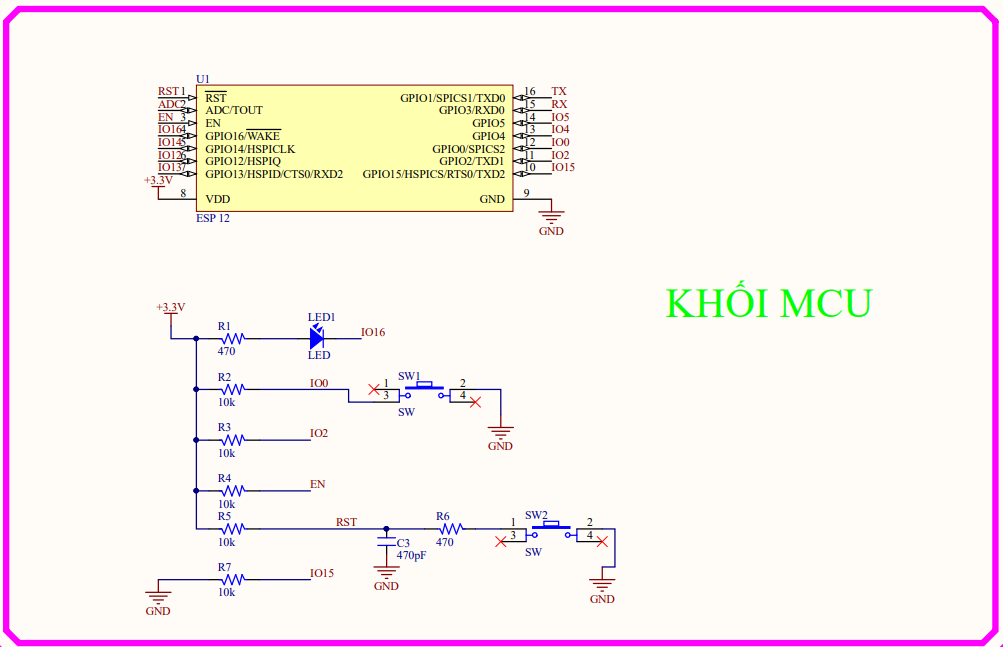 U1
RST 1 RST GPIO1/SPICS1/TXD0 16 TX
ADC 2 ADC/TOUT GPIO3/RXD0 15 RX
EN 3 EN GPIO5 14 IO5
IO16 4 GPIO16/WAKE GPIO4 13 IO4
IO14 5 GPIO14/HSPICLK GPIO0/SPICS2 12 IO0
IO12 6 GPIO12/HSPIQ GPIO2/TXD1 11 IO2
IO13 7 GPIO13/HSPID/CTS0/RXD2 GPIO15/HSPICS/RTS0/TXD2 10 IO15
+3.3V
8 VDD GND 9
ESP 12
GND
KHỐI MCU
+3.3V
R1 LED1
IO16
470 LED
R2 IO0 SW1
1 2
3 4
10k SW
R3 IO2
10k
GND
R4 EN
10k
R5 RST R6 SW2
1 2
3 4
10k C3 470 SW
470pF
R7 IO15
GND
10k
GND
GND